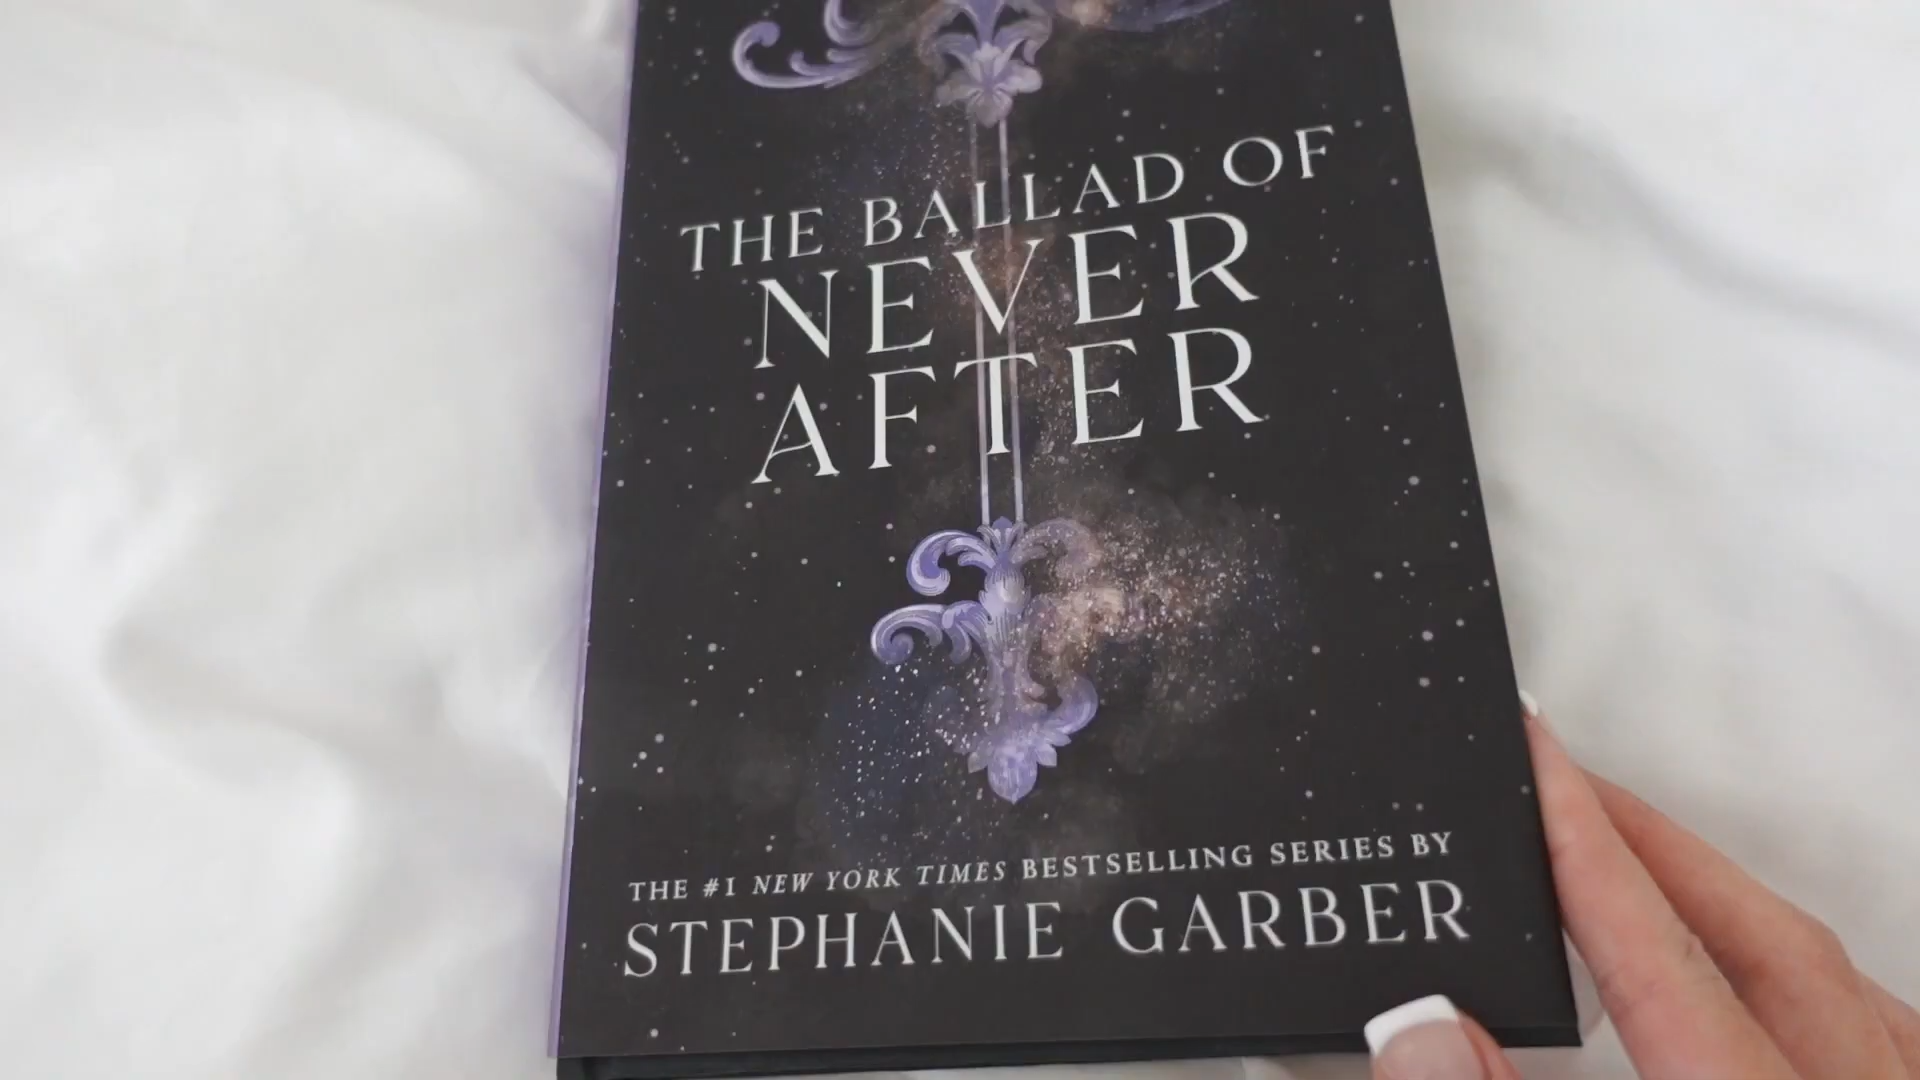 THE BALLAD OF
NEVER
AFTER
THE #1 NEW YORK TIMES BESTSELLING SERIES BY
STEPHANIE GARBER